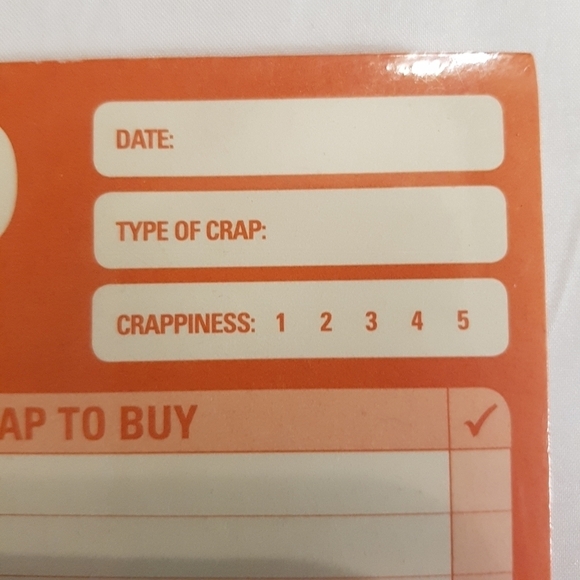 DATE:
TYPE OF CRAP:
CRAPPINESS: 1 2 3 4 5
AP TO BUY ✓